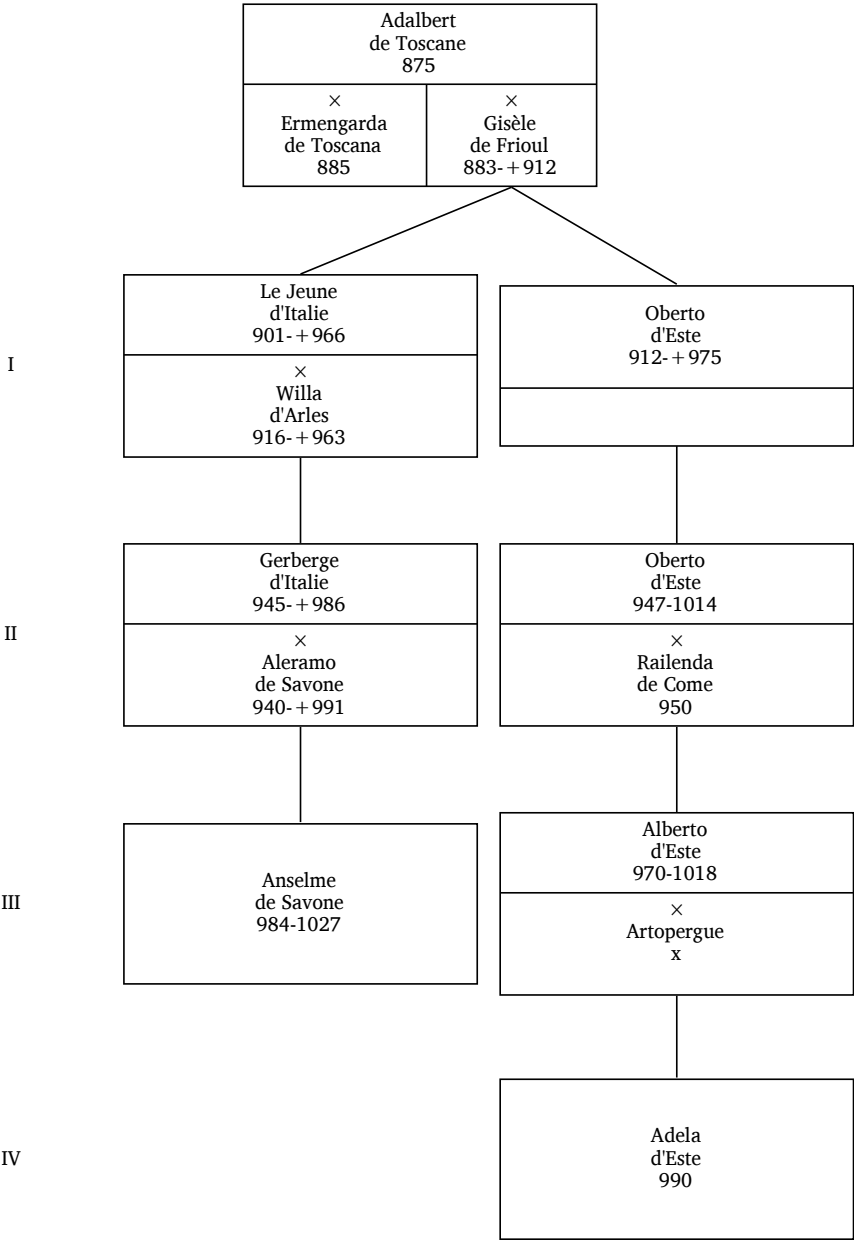 Adalbert
de Toscane
875
×
Ermengarda
de Toscana
885
×
Gisèle
de Frioul
883-+912
I
Le Jeune
d'Italie
901-+966
×
Willa
d'Arles
916-+963
Oberto
d'Este
912-+975
II
Gerberge
d'Italie
945-+986
×
Aleramo
de Savone
940-+991
Oberto
d'Este
947-1014
×
Railenda
de Come
950
III
Anselme
de Savone
984-1027
Alberto
d'Este
970-1018
×
Artopergue
x
IV
Adela
d'Este
990